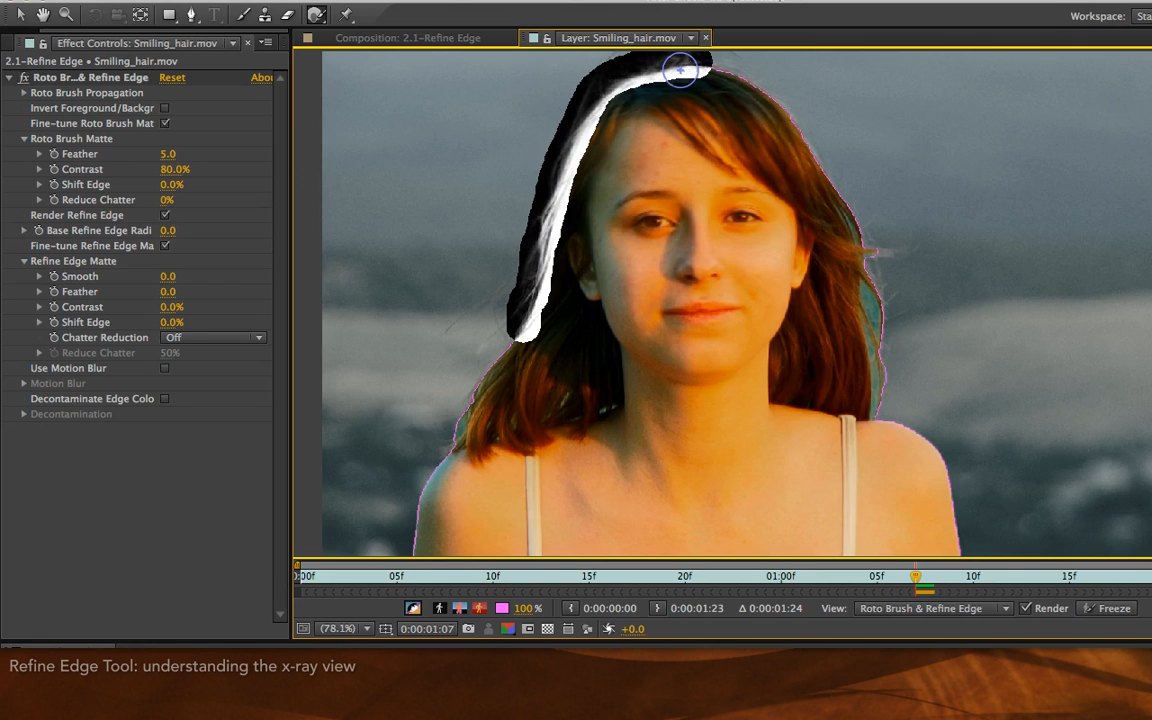 Workspace: Sta
Effect Controls: Smiling_hair.mov
Composition: 2.1-Refine Edge
Layer: Smiling_hair.mov
2.1-Refine Edge • Smiling_hair.mov
fx Roto Br...& Refine Edge Reset Abou
Roto Brush Propagation
Invert Foreground/Backgr
Fine-tune Roto Brush Mat
Roto Brush Matte
Feather 5.0
Contrast 80.0%
Shift Edge 0.0%
Reduce Chatter 0%
Render Refine Edge
Base Refine Edge Radi 0.0
Fine-tune Refine Edge Ma
Refine Edge Matte
Smooth 0.0
Feather 0.0
Contrast 0.0%
Shift Edge 0.0%
Chatter Reduction Off
Reduce Chatter 50%
Use Motion Blur
Motion Blur
Decontaminate Edge Colo
Decontamination
:00f 05f 10f 15f 20f 01:00f 05f 10f 15f
100 % 0:00:00:00 0:00:01:23 Δ 0:00:01:24 View: Roto Brush & Refine Edge Render Freeze
(78.1%) 0:00:01:07 +0.0
Refine Edge Tool: understanding the x-ray view